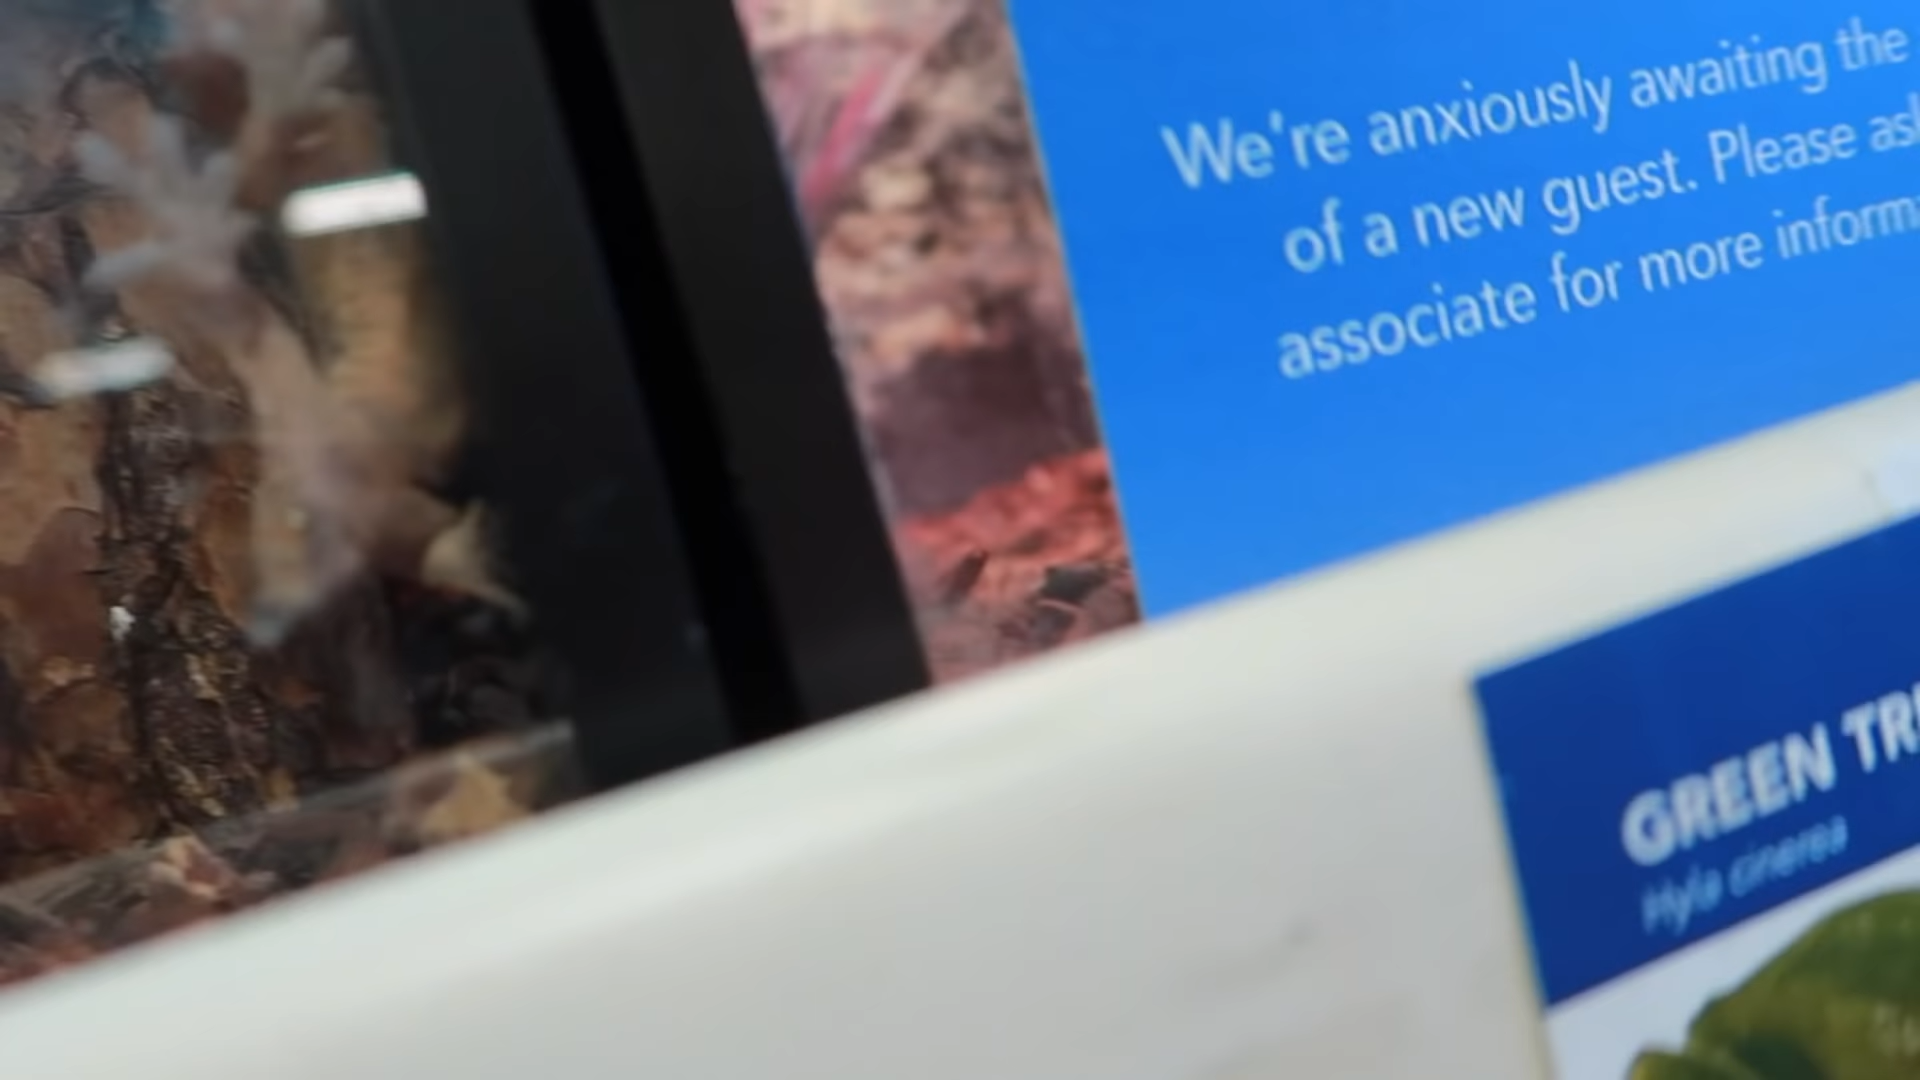 We're anxiously awaiting the
of a new guest. Please as
associate for more inform
GREEN TR
Hyla cinerea